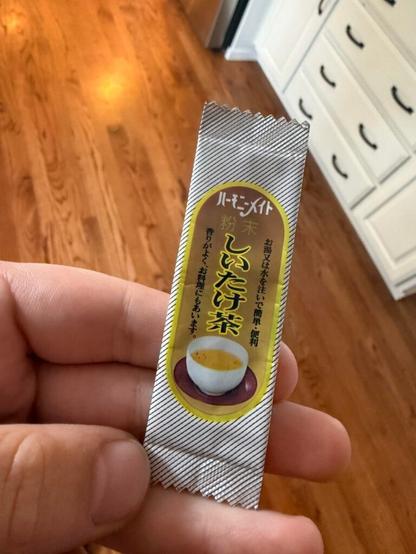 ハーモニーメイト
粉末
しいたけ茶
お湯又は水を注いで簡単・便利
香りがよく、お料理にもあいます。